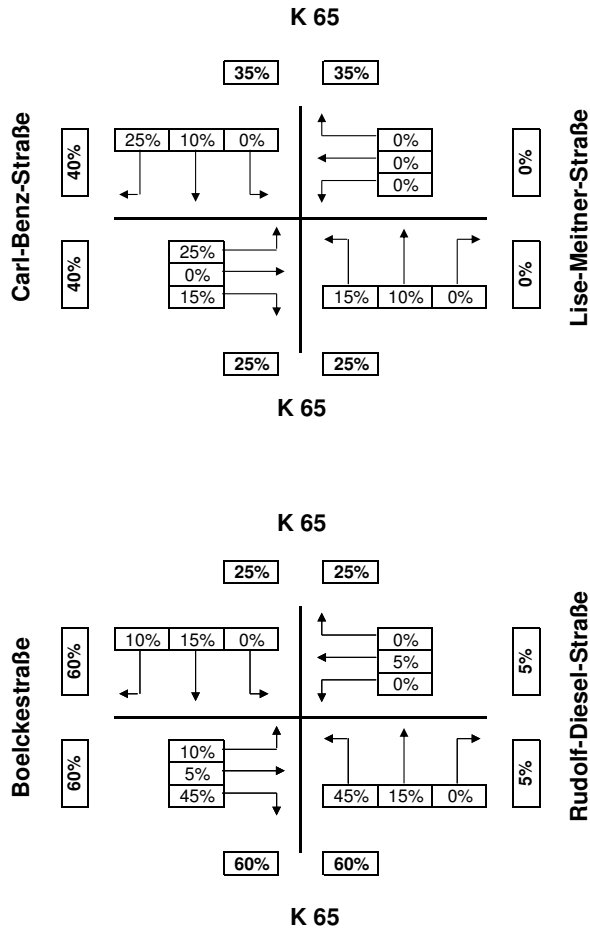 K 65
35% 35%
Carl-Benz-Straße
40%
25% 10% 0%
0%
0%
0%
0%
Lise-Meitner-Straße
40%
25%
0%
15%
15% 10% 0%
0%
25% 25%
K 65
K 65
25% 25%
Boelckestraße
60%
10% 15% 0%
0%
5%
0%
5%
Rudolf-Diesel-Straße
60%
10%
5%
45%
45% 15% 0%
5%
60% 60%
K 65